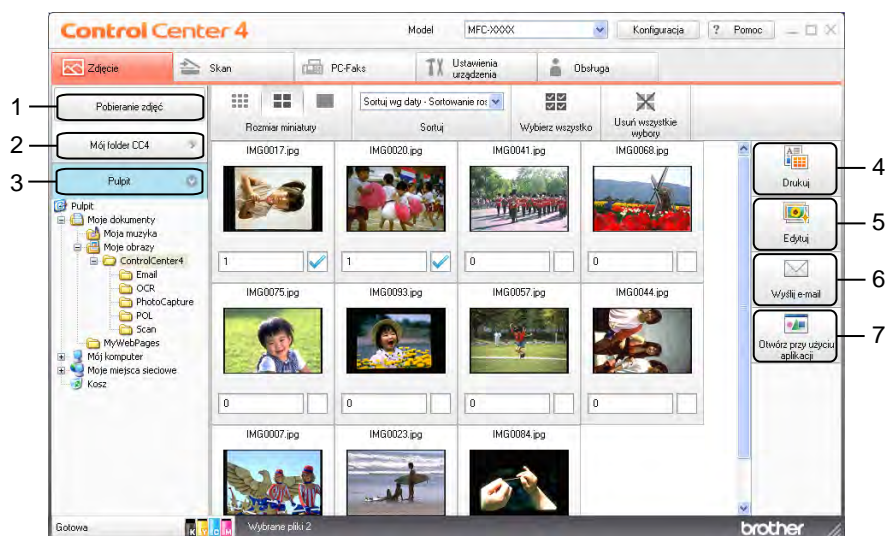 Control Center 4
Model MFC-XXXX Konfiguracja ? Pomoc
Zdjęcie Skan PC-Faks Ustawienia urządzenia Obsługa
1 Pobieranie zdjęć
2 Mój folder CC4
3 Pulpit
Pulpit
Moje dokumenty
Moja muzyka
Moje obrazy
ControlCenter4
Email
OCR
PhotoCapture
POL
Scan
MyWebPages
Mój komputer
Moje miejsca sieciowe
Kosz
Sortuj wg daty - Sortowanie ros
Rozmiar miniatury Sortuj Wybierz wszystko Usuń wszystkie wybory
IMG0017.jpg IMG0020.jpg IMG0041.jpg IMG0068.jpg
1 1 0 0
IMG0075.jpg IMG0093.jpg IMG0057.jpg IMG0044.jpg
0 0 0 0
IMG0007.jpg IMG0023.jpg IMG0084.jpg
Drukuj 4
Edytuj 5
Wyślij e-mail 6
Otwórz przy użyciu aplikacji 7
Gotowa K Y C M Wybrane pliki 2 brother